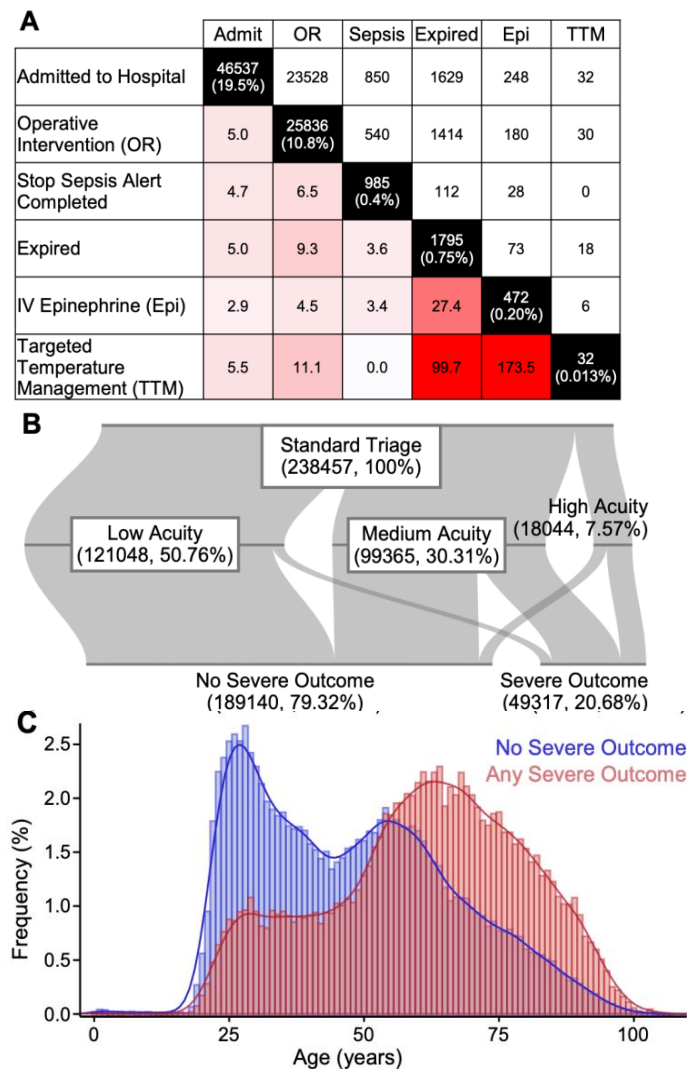 A
Admit OR Sepsis Expired Epi TTM
Admitted to Hospital 46537 (19.5%) 23528 850 1629 248 32
Operative Intervention (OR) 5.0 25836 (10.8%) 540 1414 180 30
Stop Sepsis Alert Completed 4.7 6.5 985 (0.4%) 112 28 0
Expired 5.0 9.3 3.6 1795 (0.75%) 73 18
IV Epinephrine (Epi) 2.9 4.5 3.4 27.4 472 (0.20%) 6
Targeted Temperature Management (TTM) 5.5 11.1 0.0 99.7 173.5 32 (0.013%)
B
Standard Triage
(238457, 100%)
Low Acuity
(121048, 50.76%)
Medium Acuity
(99365, 30.31%)
High Acuity
(18044, 7.57%)
No Severe Outcome
(189140, 79.32%)
Severe Outcome
(49317, 20.68%)
C
No Severe Outcome
Any Severe Outcome
Frequency (%)
2.5
2.0
1.5
1.0
0.5
0.0
0 25 50 75 100
Age (years)